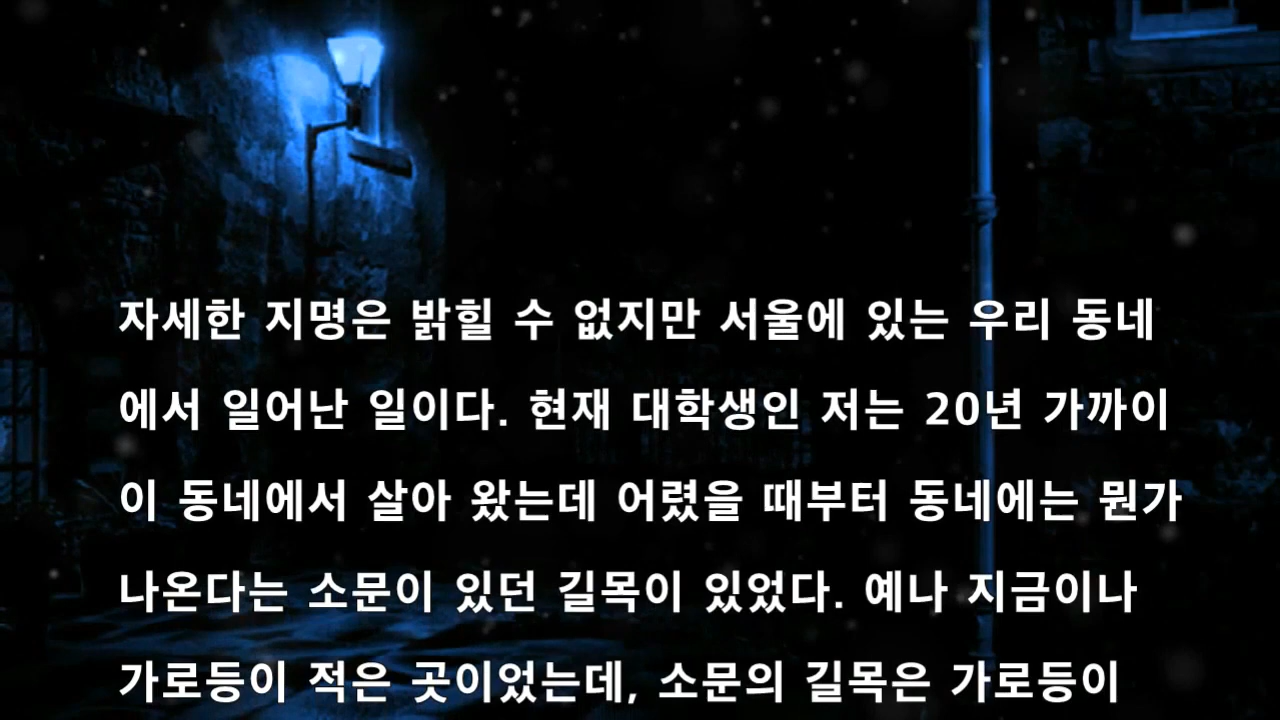 자세한 지명은 밝힐 수 없지만 서울에 있는 우리 동네
에서 일어난 일이다. 현재 대학생인 저는 20년 가까이
이 동네에서 살아 왔는데 어렸을 때부터 동네에는 뭔가
나온다는 소문이 있던 길목이 있었다. 예나 지금이나
가로등이 적은 곳이었는데, 소문의 길목은 가로등이